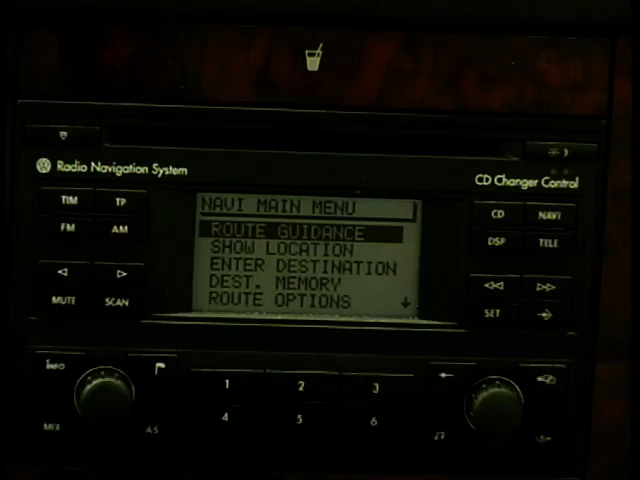 Radio Navigation System
CD Changer Control
TIM TP
FM AM
MUTE SCAN
NAVI MAIN MENU
ROUTE GUIDANCE
SHOW LOCATION
ENTER DESTINATION
DEST. MEMORY
ROUTE OPTIONS
CD NAVI
DSP TELE
SET
INFO
MIX AS
1 2 3
4 5 6